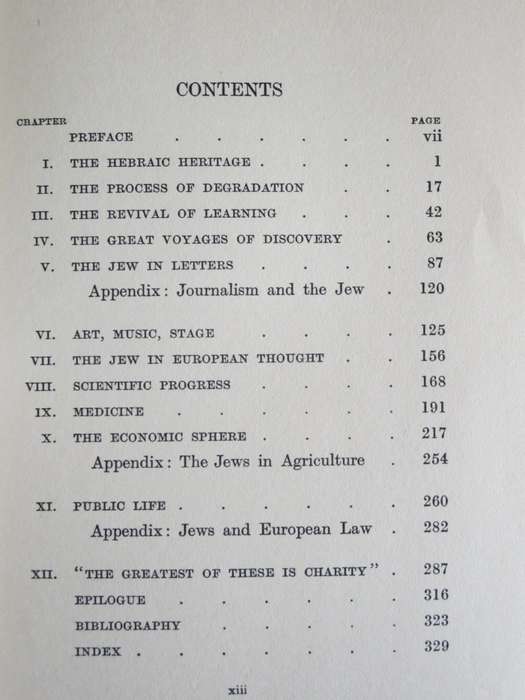 CONTENTS
CHAPTER PAGE
PREFACE . . . . . . vii
I. THE HEBRAIC HERITAGE . . . . 1
II. THE PROCESS OF DEGRADATION . . 17
III. THE REVIVAL OF LEARNING . . . 42
IV. THE GREAT VOYAGES OF DISCOVERY . 63
V. THE JEW IN LETTERS . . . . 87
Appendix: Journalism and the Jew . 120
VI. ART, MUSIC, STAGE . . . . 125
VII. THE JEW IN EUROPEAN THOUGHT . . 156
VIII. SCIENTIFIC PROGRESS . . . . 168
IX. MEDICINE . . . . . . 191
X. THE ECONOMIC SPHERE . . . . 217
Appendix: The Jews in Agriculture . 254
XI. PUBLIC LIFE . . . . . . 260
Appendix: Jews and European Law . 282
XII. “THE GREATEST OF THESE IS CHARITY” . 287
EPILOGUE . . . . . . 316
BIBLIOGRAPHY . . . . . 323
INDEX . . . . . . . 329
xiii